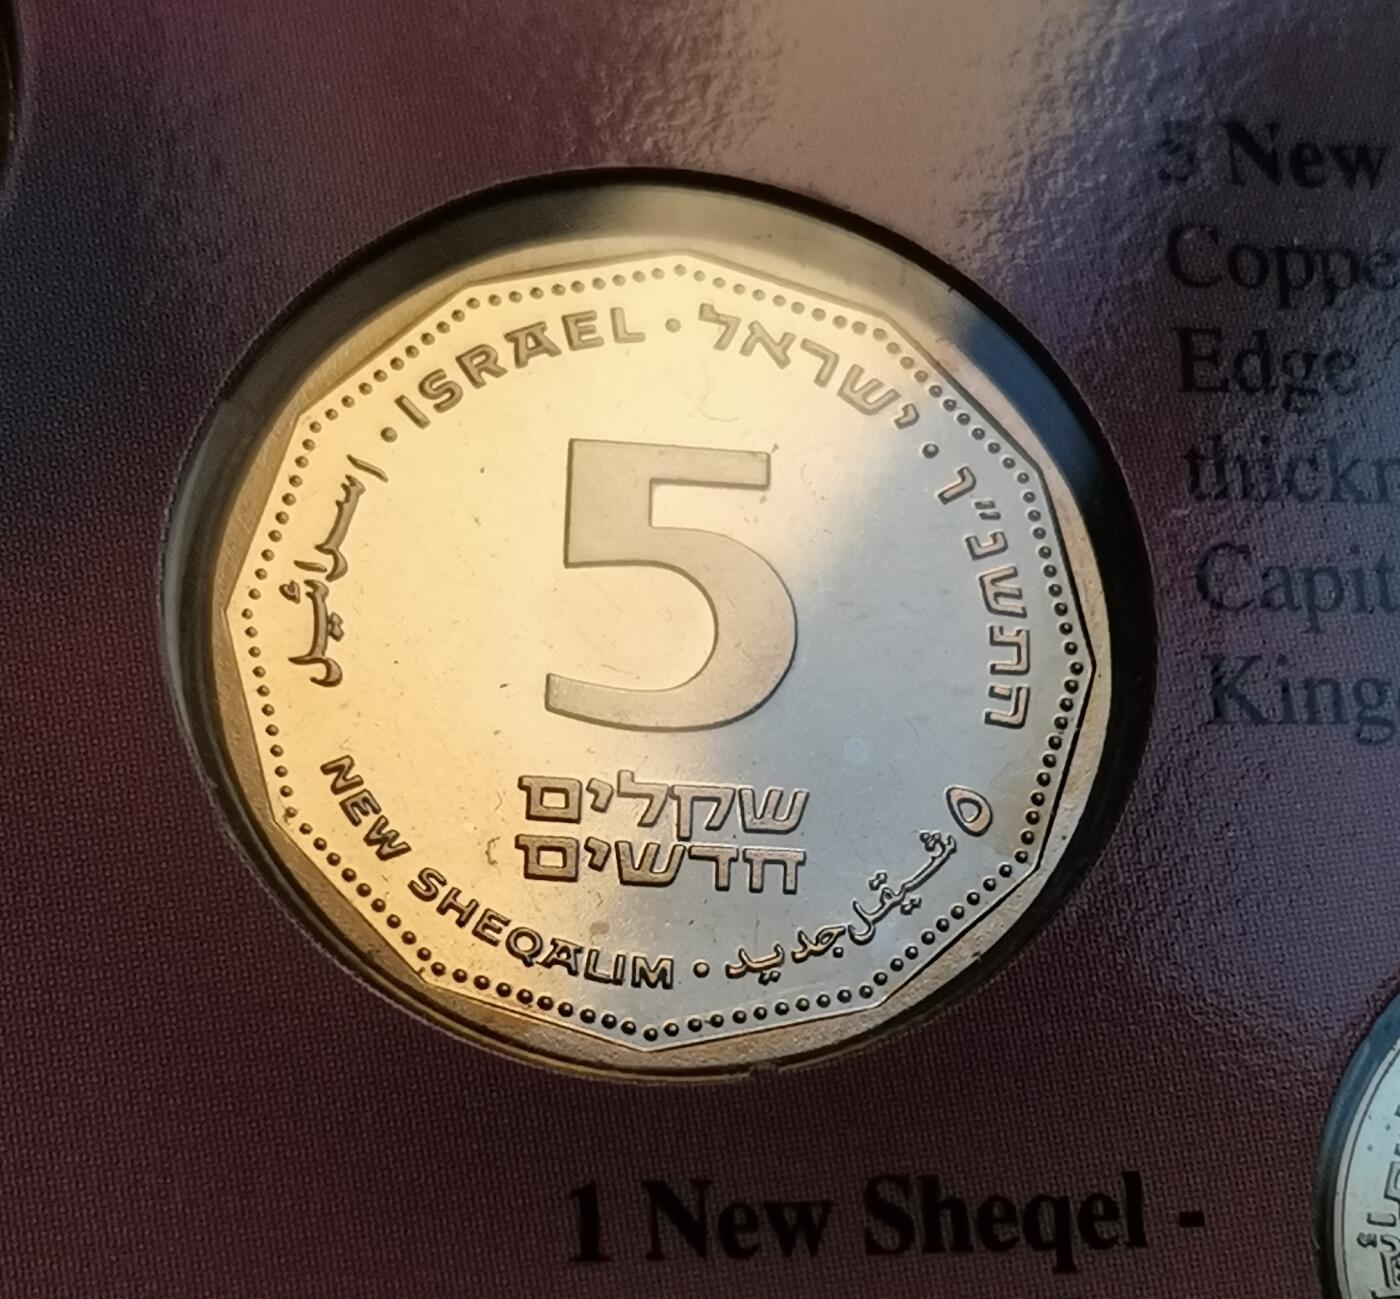 ISRAEL · ישראל · התשנ"ו
اسرائيل
5
שקלים
חדשים
NEW SHEQALIM · ٥ شيقل جديد
5 New
Coppe
Edge
thickn
Capit
King
1 New Sheqel -